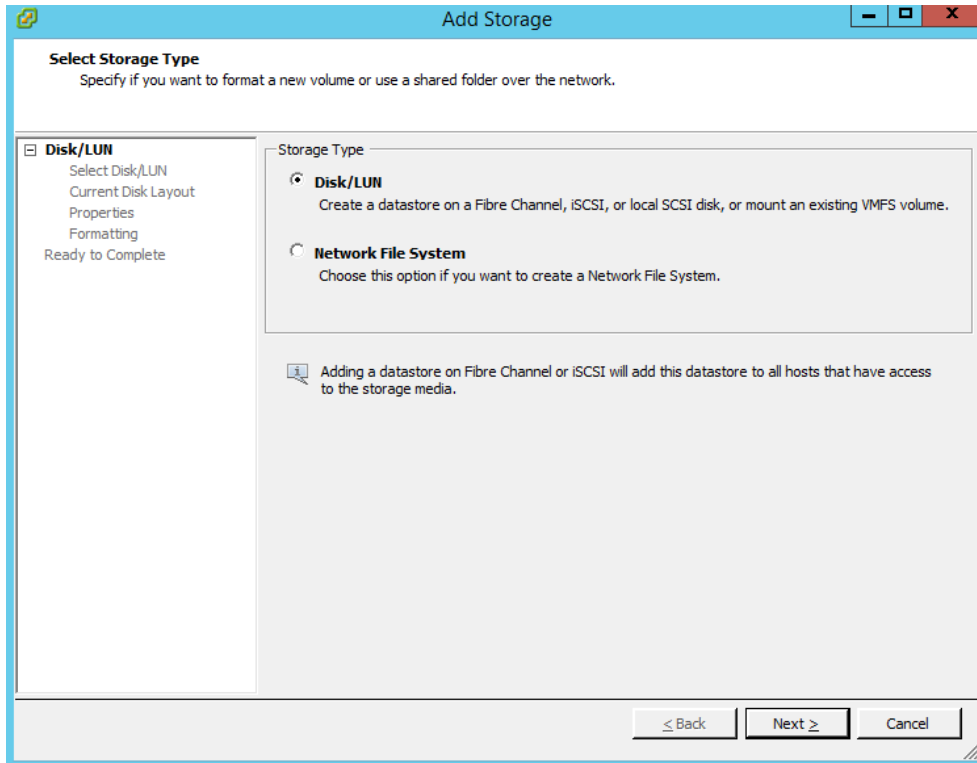 Add Storage
Select Storage Type
Specify if you want to format a new volume or use a shared folder over the network.
Disk/LUN
Select Disk/LUN
Current Disk Layout
Properties
Formatting
Ready to Complete
Storage Type
Disk/LUN
Create a datastore on a Fibre Channel, iSCSI, or local SCSI disk, or mount an existing VMFS volume.
Network File System
Choose this option if you want to create a Network File System.
Adding a datastore on Fibre Channel or iSCSI will add this datastore to all hosts that have access
to the storage media.
< Back
Next >
Cancel